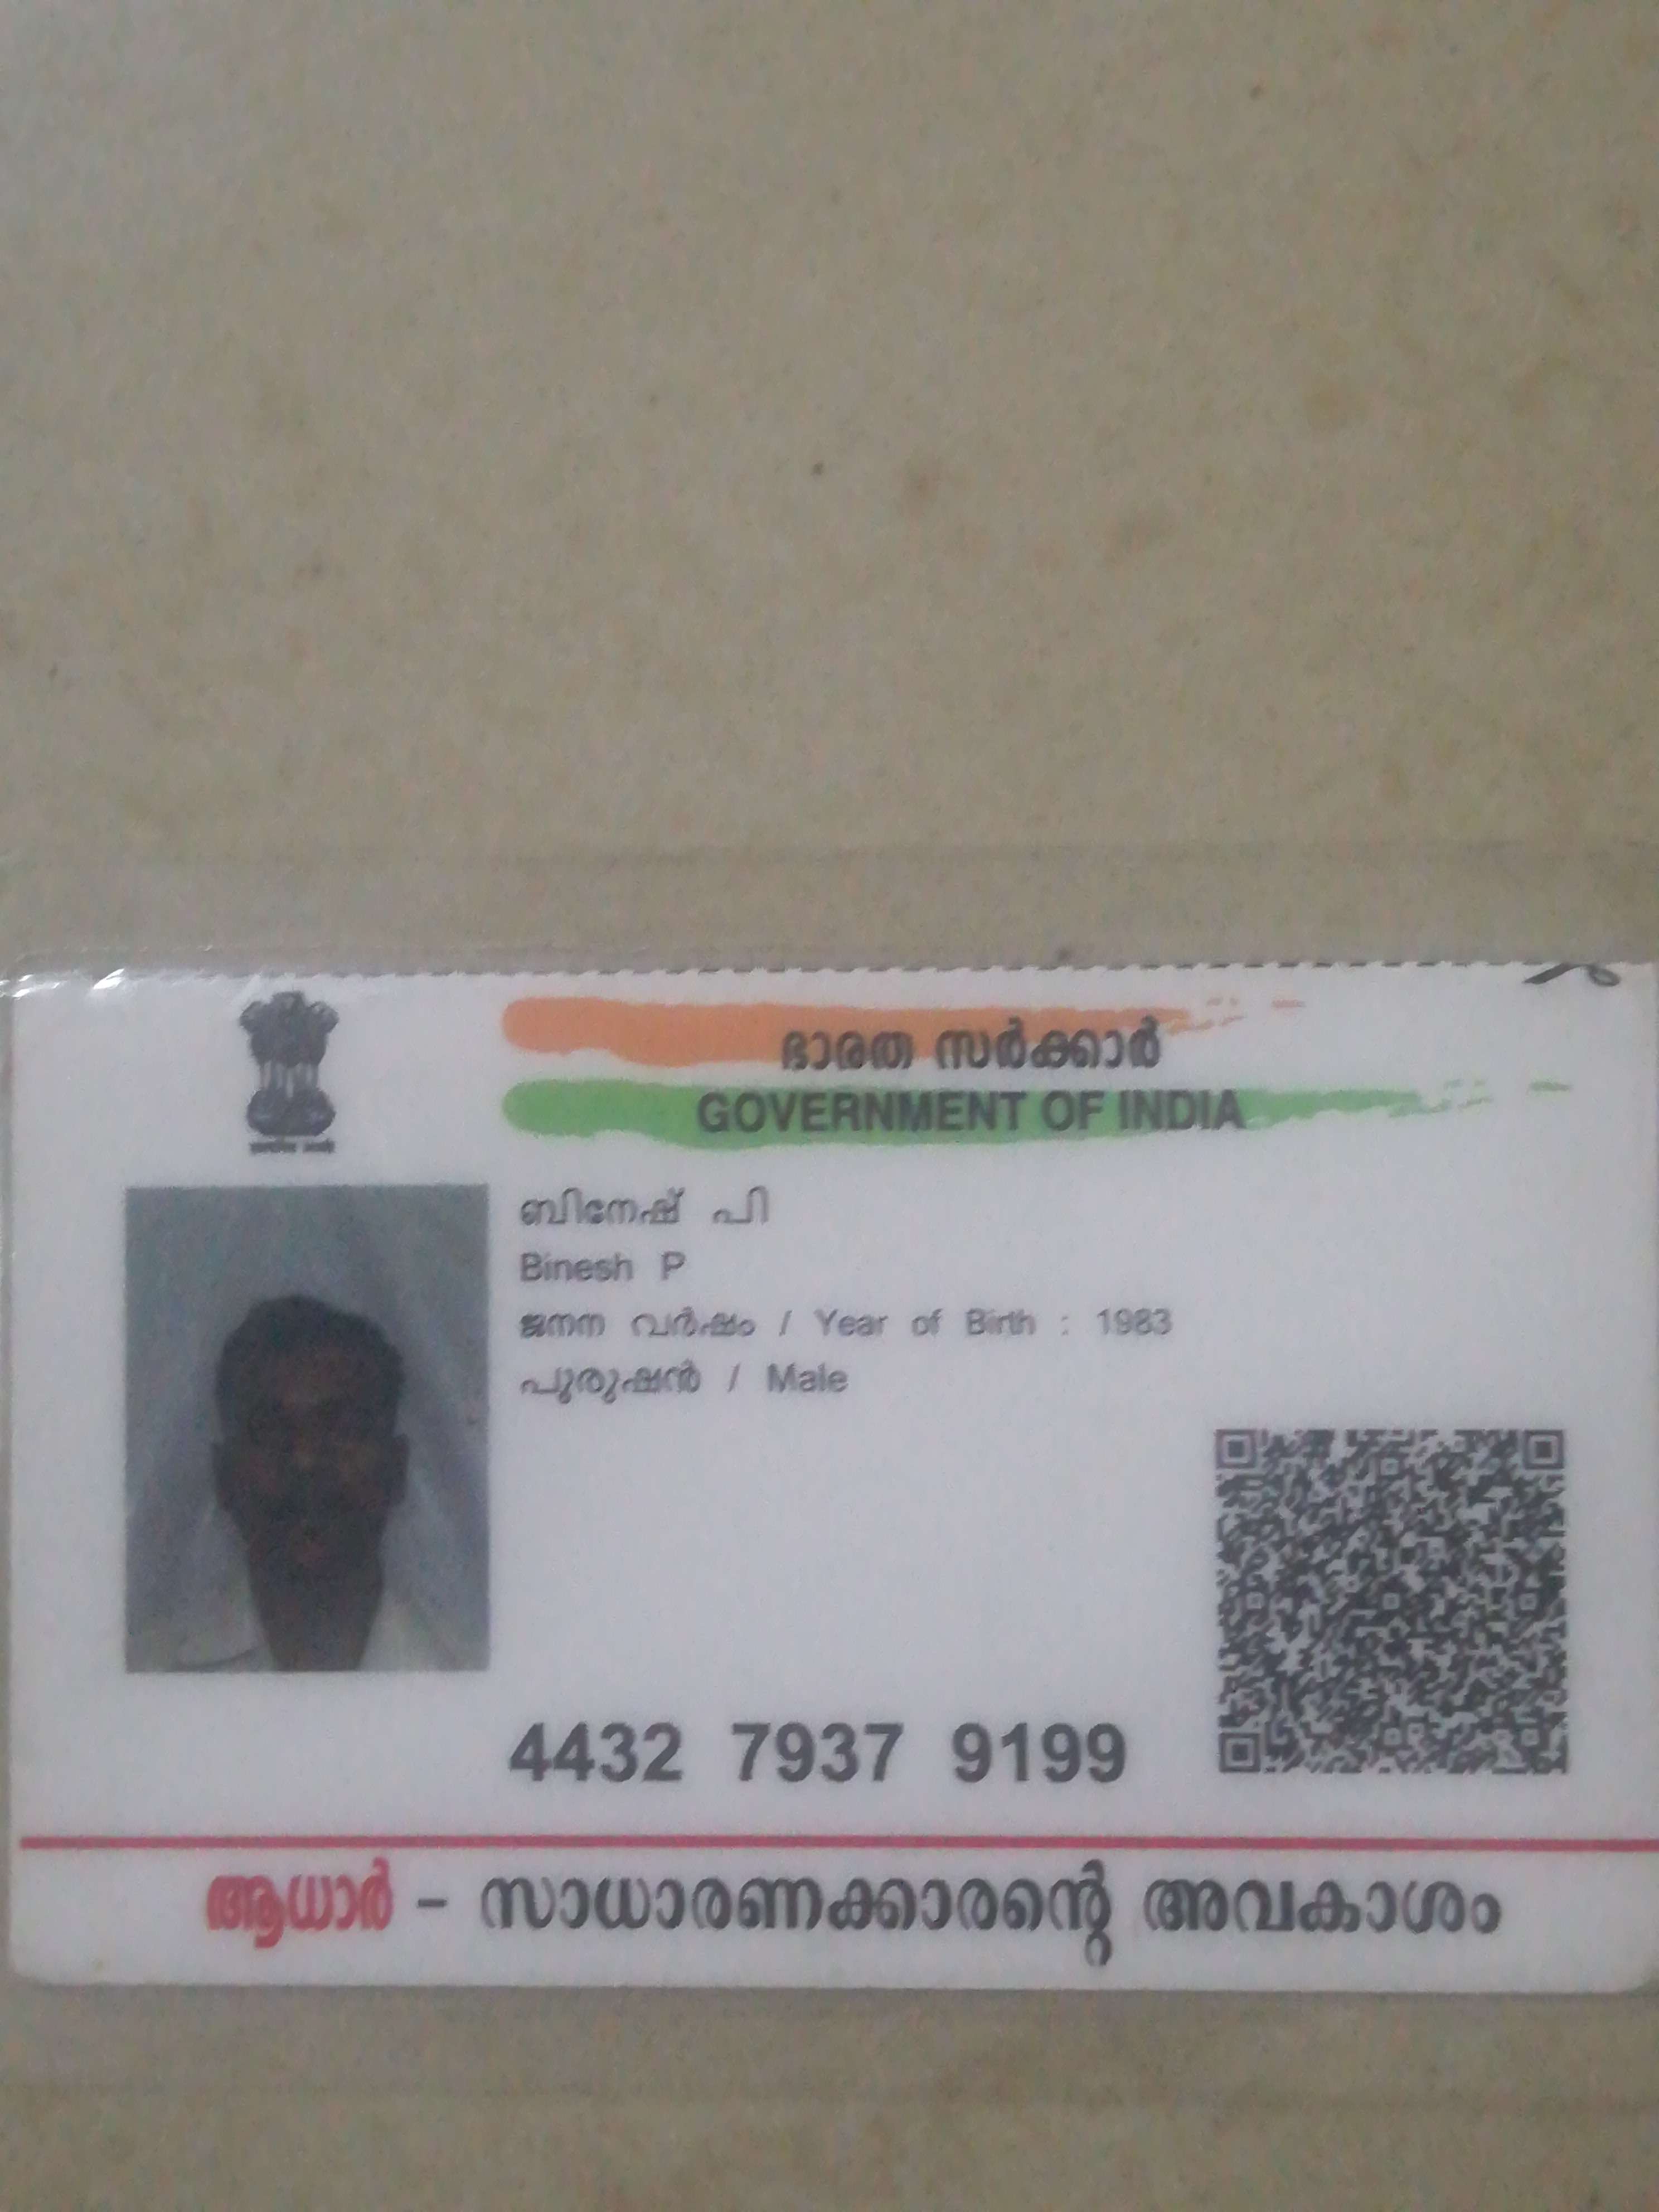 ഭാരത സർക്കാർ
GOVERNMENT OF INDIA
ബിനേഷ് പി
Binesh P
ജനന വർഷം / Year of Birth : 1983
പുരുഷൻ / Male
4432 7937 9199
ആധാർ - സാധാരണക്കാരന്റെ അവകാശം